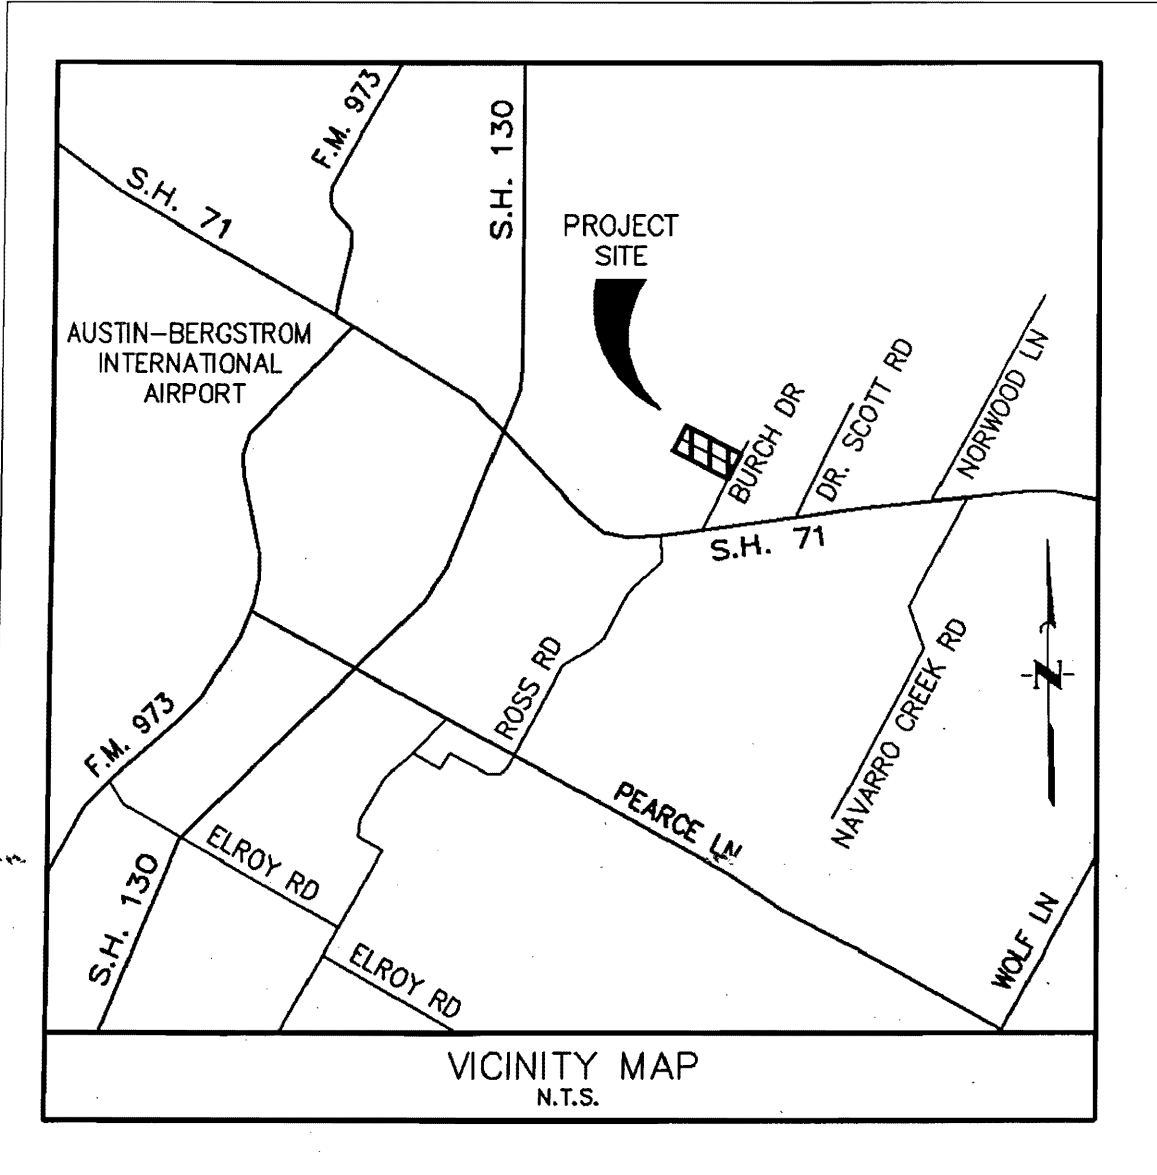 F.M. 973
S.H. 130
S.H. 71
PROJECT
SITE
AUSTIN-BERGSTROM
INTERNATIONAL
AIRPORT
BURCH DR
DR. SCOTT RD
NORWOOD LN
S.H. 71
ROSS RD
NAVARRO CREEK RD
N
F.M. 973
PEARCE LN
ELROY RD
S.H. 130
WOLF LN
ELROY RD
VICINITY MAP
N.T.S.